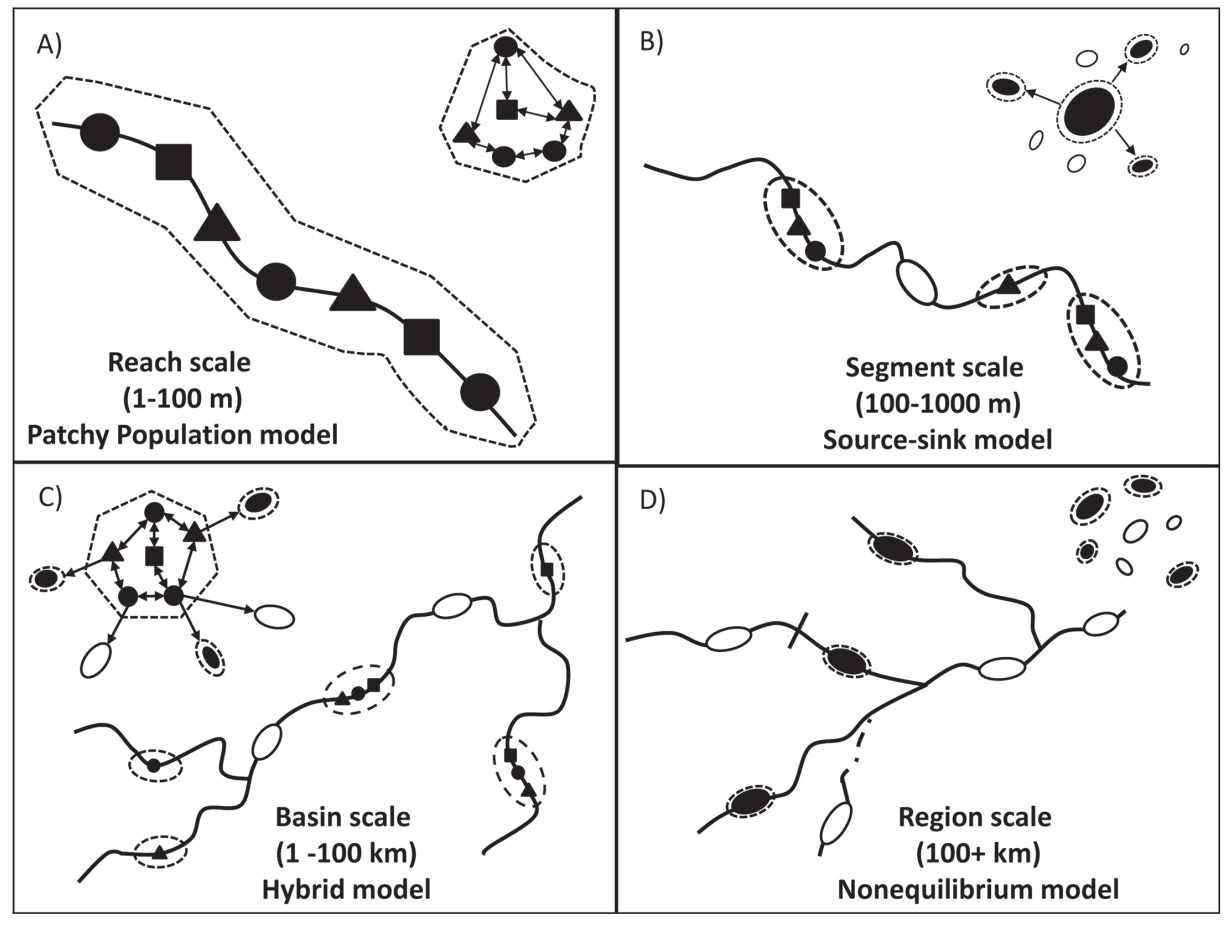 A)
Reach scale
(1-100 m)
Patchy Population model
B)
Segment scale
(100-1000 m)
Source-sink model
C)
Basin scale
(1 -100 km)
Hybrid model
D)
Region scale
(100+ km)
Nonequilibrium model